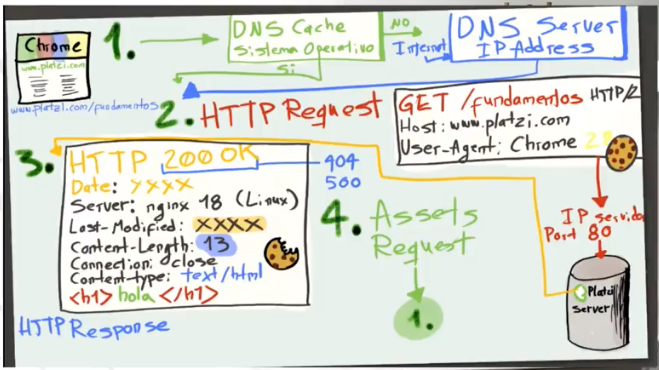 Chrome
www.platzi.com
www.platzi.com/fundamentos
1.
DNS Cache
Sistema Operativo
NO
Internet
DNS Server
IP Address
Si
2. HTTP Request
GET /fundamentos HTTP/2
Host: www.platzi.com
User-Agent: Chrome
IP servidor
Port 80
Platzi
Server
3.
HTTP 200 OK
404
500
Date: YXXX
Server: nginx 18 (Linux)
Last-Modified: XXXX
Content-Length: 13
Connection: close
Content-type: text/html
<h1> hola </h1>
HTTP Response
4. Assets
Request
1.